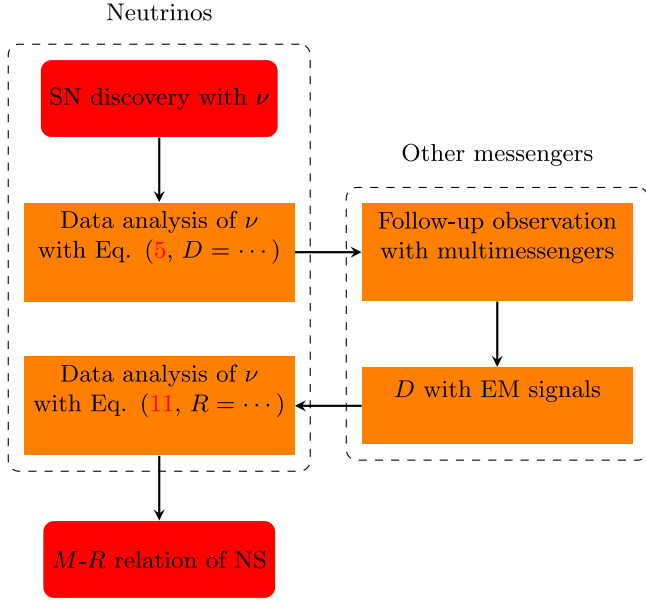 Neutrinos
SN discovery with ν
Data analysis of ν
with Eq. (5, D = ⋯)
Other messengers
Follow-up observation
with multimessengers
D with EM signals
Data analysis of ν
with Eq. (11, R = ⋯)
M-R relation of NS